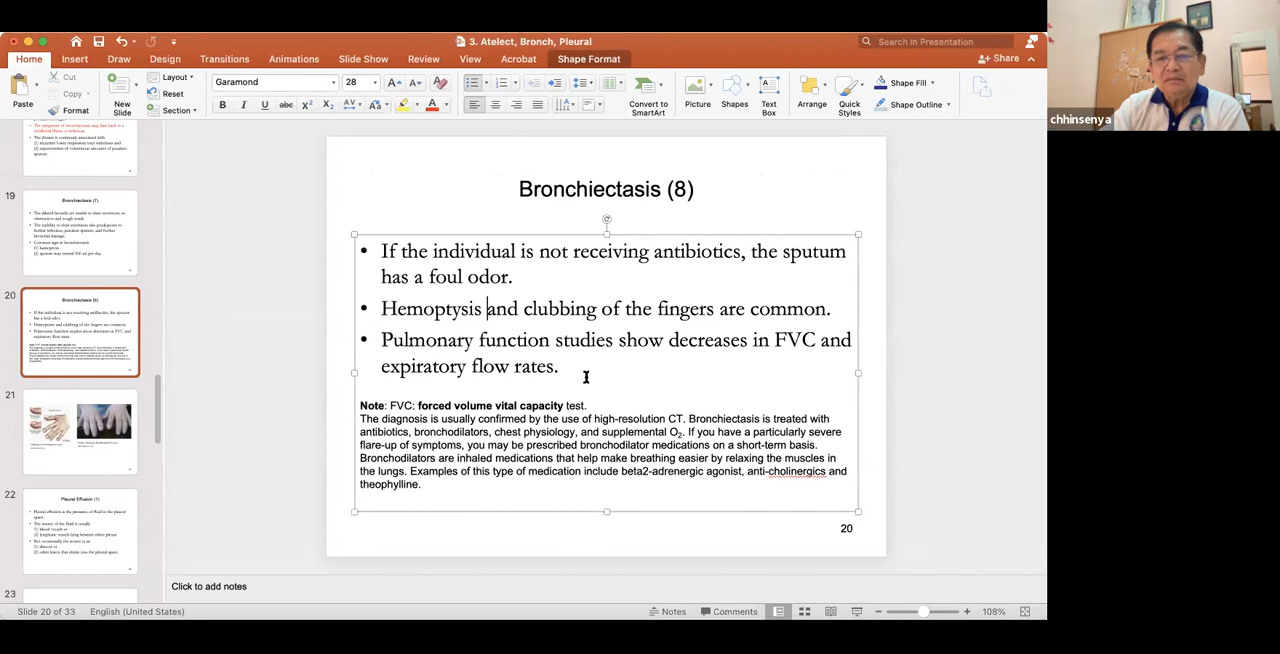 3. Atelect, Bronch, Pleural
Search in Presentation
Home Insert Draw Design Transitions Animations Slide Show Review View Acrobat Shape Format
Share
Paste
Cut
Copy
Format
New
Slide
Layout
Reset
Section
Garamond 28
Convert to
SmartArt
Picture
Shapes
Text
Box
Arrange
Quick
Styles
Shape Fill
Shape Outline
chhinsenya
19
Bronchiectasis (7)
20
Bronchiectasis (8)
21
22
Pleural Effusion (1)
23
Bronchiectasis (8)
• If the individual is not receiving antibiotics, the sputum
has a foul odor.
• Hemoptysis and clubbing of the fingers are common.
• Pulmonary function studies show decreases in FVC and
expiratory flow rates.
Note: FVC: forced volume vital capacity test.
The diagnosis is usually confirmed by the use of high-resolution CT. Bronchiectasis is treated with
antibiotics, bronchodilators, chest physiology, and supplemental O₂. If you have a particularly severe
flare-up of symptoms, you may be prescribed bronchodilator medications on a short-term basis.
Bronchodilators are inhaled medications that help make breathing easier by relaxing the muscles in
the lungs. Examples of this type of medication include beta2-adrenergic agonist, anti-cholinergics and
theophylline.
20
Click to add notes
Slide 20 of 33 English (United States)
Notes Comments 108%